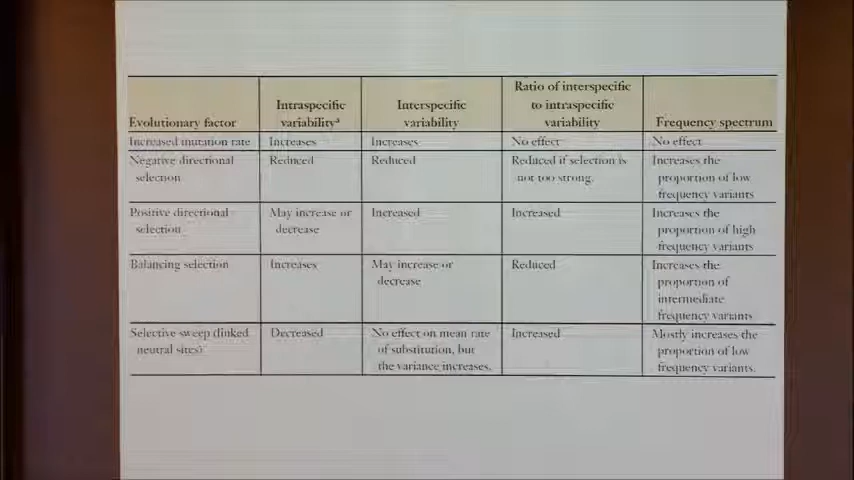 Evolutionary factor
Intraspecific
variabilityᵃ
Interspecific
variability
Ratio of interspecific
to intraspecific
variability
Frequency spectrum
Increased mutation rate
Increases
Increases
No effect
No effect
Negative directional
selection
Reduced
Reduced
Reduced if selection is
not too strong.
Increases the
proportion of low
frequency variants
Positive directional
selection
May increase or
decrease
Increased
Increased
Increases the
proportion of high
frequency variants
Balancing selection
Increases
May increase or
decrease
Reduced
Increases the
proportion of
intermediate
frequency variants
Selective sweep (linked
neutral sites)
Decreased
No effect on mean rate
of substitution, but
the variance increases.
Increased
Mostly increases the
proportion of low
frequency variants.